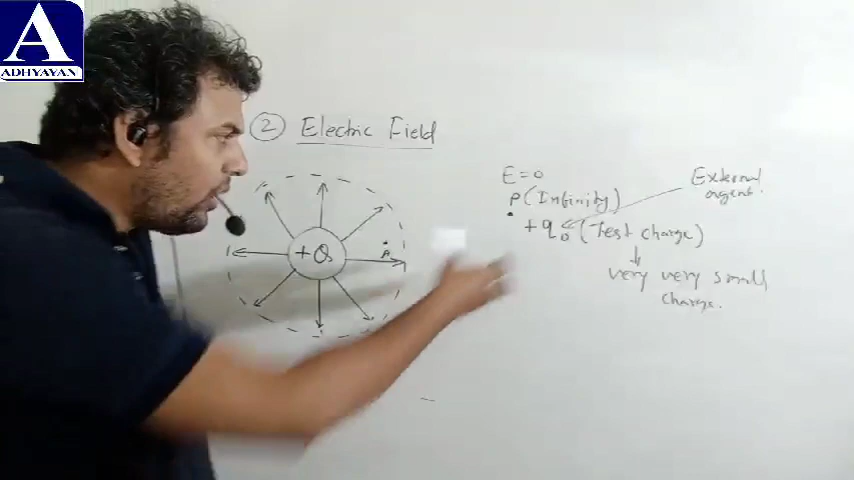 A
ADHYAYAN
② Electric Field
+Q
A
E=0
P(Infinity)
External
agent.
+q₀(Test charge)
very very small
charge.